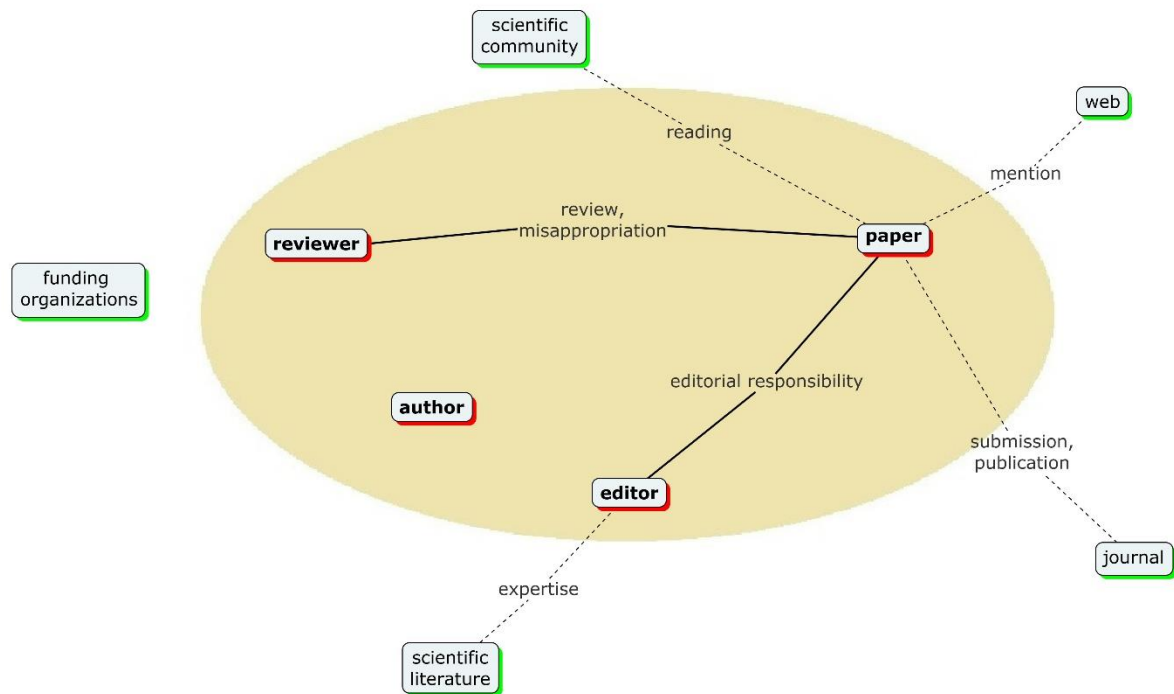 scientific
community
web
reading
mention
review,
misappropriation
paper
reviewer
funding
organizations
editorial responsibility
author
submission,
publication
editor
journal
expertise
scientific
literature